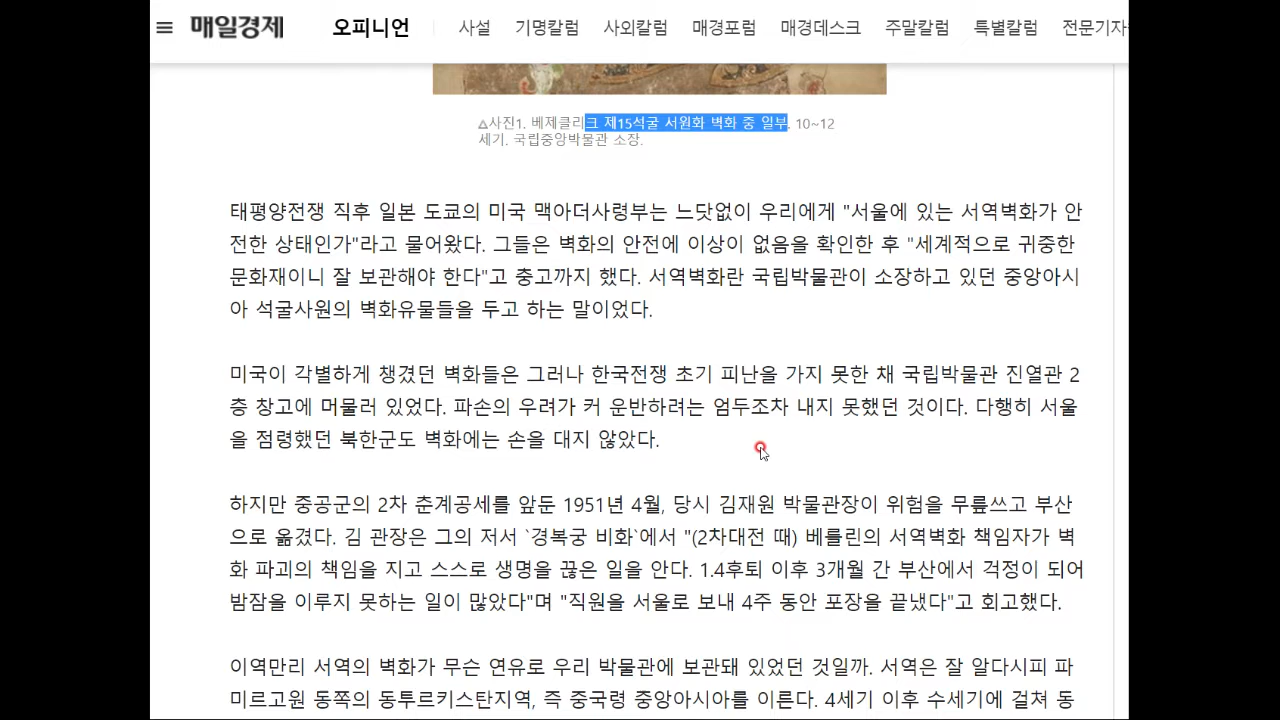 매일경제 오피니언 사설 기명칼럼 사외칼럼 매경포럼 매경데스크 주말칼럼 특별칼럼 전문기자
△사진1. 베제클리크 제15석굴 서원화 벽화 중 일부. 10~12
세기. 국립중앙박물관 소장.
태평양전쟁 직후 일본 도쿄의 미국 맥아더사령부는 느닷없이 우리에게 "서울에 있는 서역벽화가 안
전한 상태인가"라고 물어왔다. 그들은 벽화의 안전에 이상이 없음을 확인한 후 "세계적으로 귀중한
문화재이니 잘 보관해야 한다"고 충고까지 했다. 서역벽화란 국립박물관이 소장하고 있던 중앙아시
아 석굴사원의 벽화유물들을 두고 하는 말이었다.
미국이 각별하게 챙겼던 벽화들은 그러나 한국전쟁 초기 피난을 가지 못한 채 국립박물관 진열관 2
층 창고에 머물러 있었다. 파손의 우려가 커 운반하려는 엄두조차 내지 못했던 것이다. 다행히 서울
을 점령했던 북한군도 벽화에는 손을 대지 않았다.
하지만 중공군의 2차 춘계공세를 앞둔 1951년 4월, 당시 김재원 박물관장이 위험을 무릎쓰고 부산
으로 옮겼다. 김 관장은 그의 저서 `경복궁 비화`에서 "(2차대전 때) 베를린의 서역벽화 책임자가 벽
화 파괴의 책임을 지고 스스로 생명을 끊은 일을 안다. 1.4후퇴 이후 3개월 간 부산에서 걱정이 되어
밤잠을 이루지 못하는 일이 많았다"며 "직원을 서울로 보내 4주 동안 포장을 끝냈다"고 회고했다.
이역만리 서역의 벽화가 무슨 연유로 우리 박물관에 보관돼 있었던 것일까. 서역은 잘 알다시피 파
미르고원 동쪽의 동투르키스탄지역, 즉 중국령 중앙아시아를 이른다. 4세기 이후 수세기에 걸쳐 동